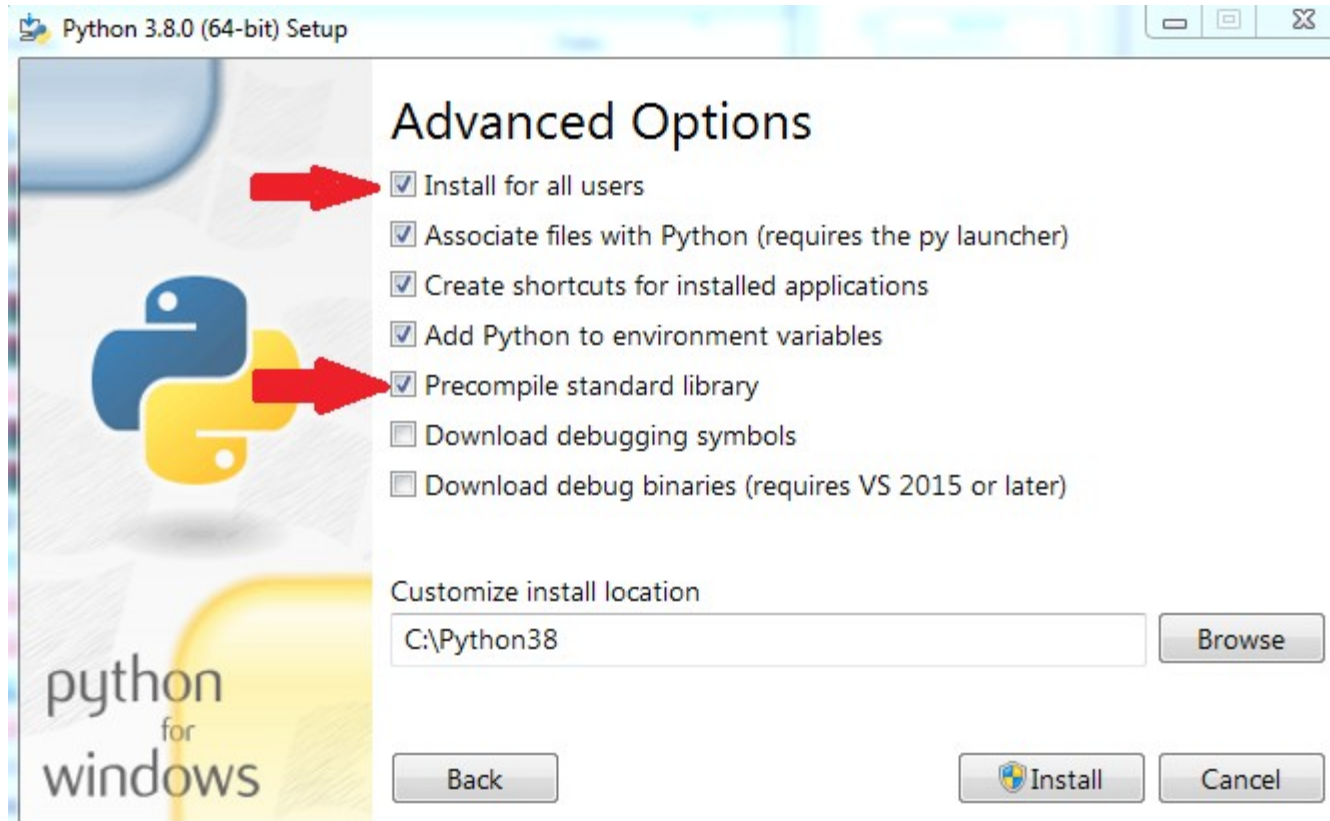 Python 3.8.0 (64-bit) Setup
Advanced Options
Install for all users
Associate files with Python (requires the py launcher)
Create shortcuts for installed applications
Add Python to environment variables
Precompile standard library
Download debugging symbols
Download debug binaries (requires VS 2015 or later)
Customize install location
C:\Python38
Browse
python
for
windows
Back
Install
Cancel